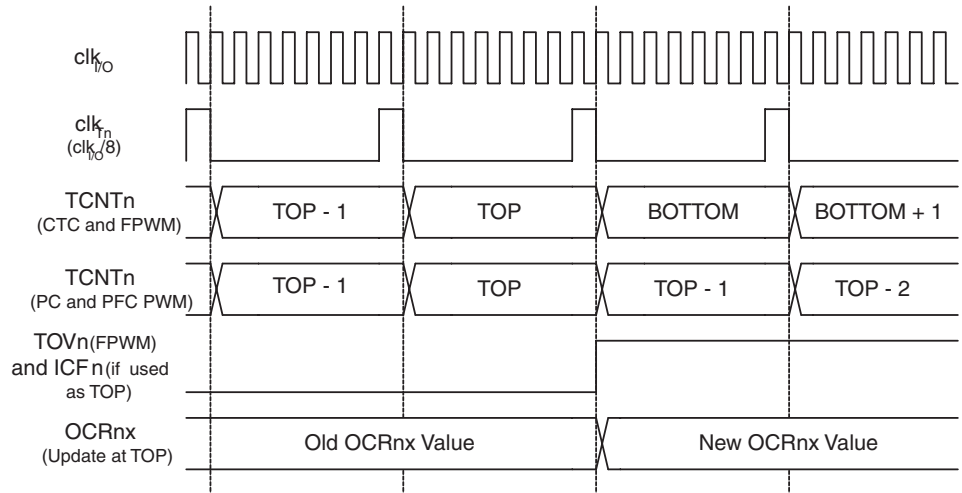 clkI/O
clkTn
(clkI/O/8)
TCNTn
(CTC and FPWM)
TOP - 1
TOP
BOTTOM
BOTTOM + 1
TCNTn
(PC and PFC PWM)
TOP - 1
TOP
TOP - 1
TOP - 2
TOVn(FPWM)
and ICFn(if used
as TOP)
OCRnx
(Update at TOP)
Old OCRnx Value
New OCRnx Value